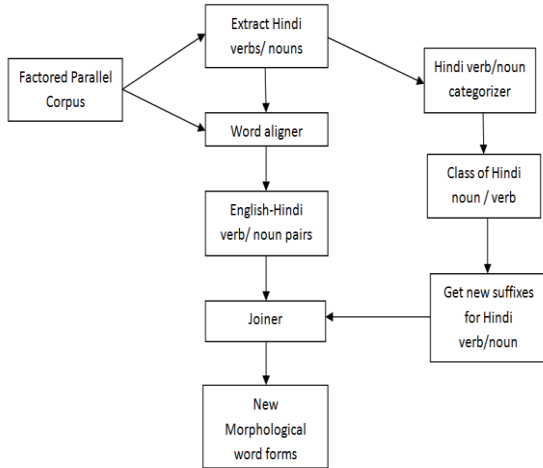 Extract Hindi
verbs/ nouns
Factored Parallel
Corpus
Hindi verb/noun
categorizer
Word aligner
Class of Hindi
noun / verb
English-Hindi
verb/ noun pairs
Get new suffixes
for Hindi
verb/noun
Joiner
New
Morphological
word forms